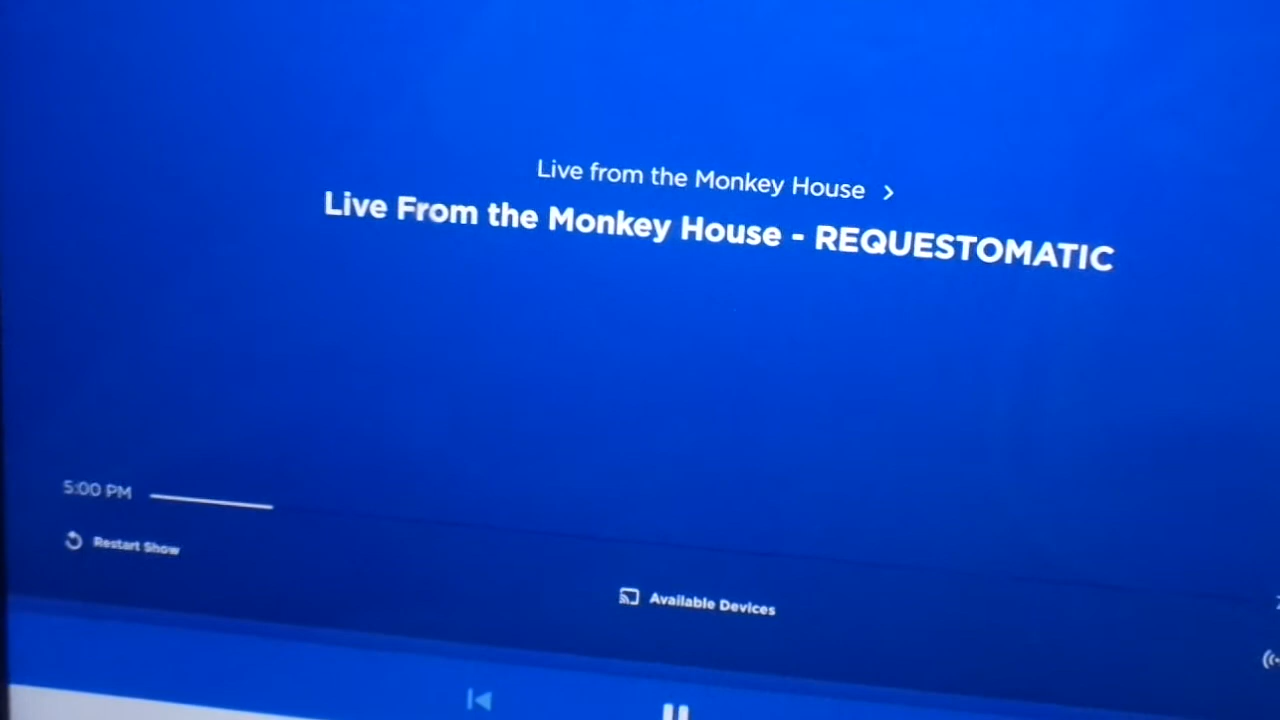 Live from the Monkey House
Live From the Monkey House - REQUESTOMATIC
5:00 PM
Restart Show
Available Devices